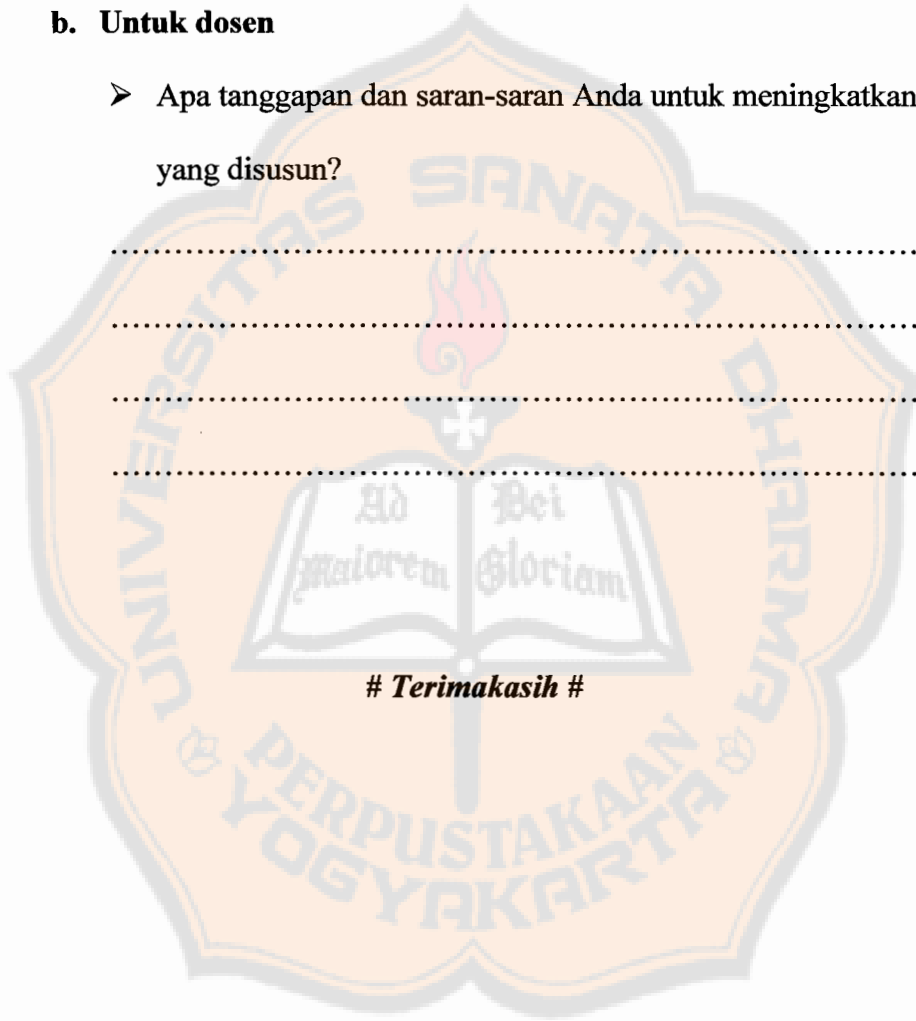 b. Untuk dosen
➤ Apa tanggapan dan saran-saran Anda untuk meningkatkan
yang disusun?
................................................................................
................................................................................
................................................................................
................................................................................
# Terimakasih #
UNIVERSITAS SANATA DHARMA
Ad Dei
Maiorem Gloriam
PERPUSTAKAAN
YOGYAKARTA